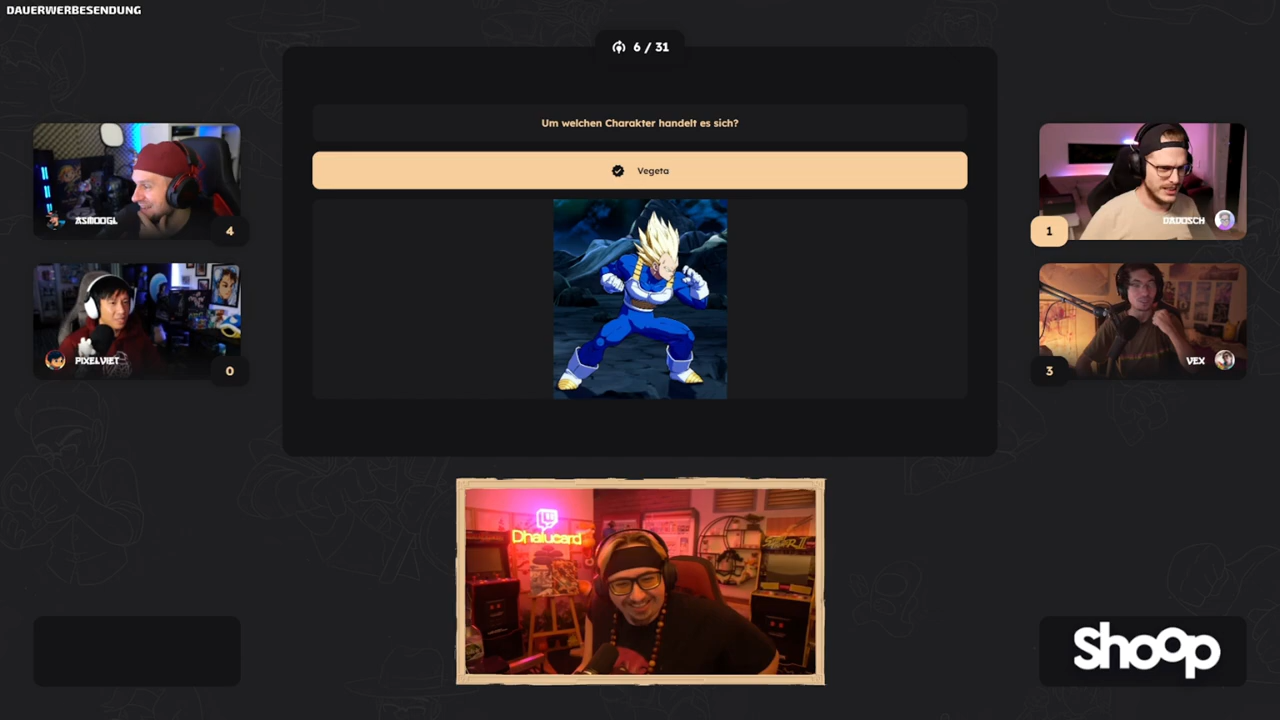 DAUERWERBESENDUNG
6 / 31
Um welchen Charakter handelt es sich?
Vegeta
ASMOOGL
4
DADOSCH
1
PIXELVIET
0
VEX
3
Dhalucard
Shoop